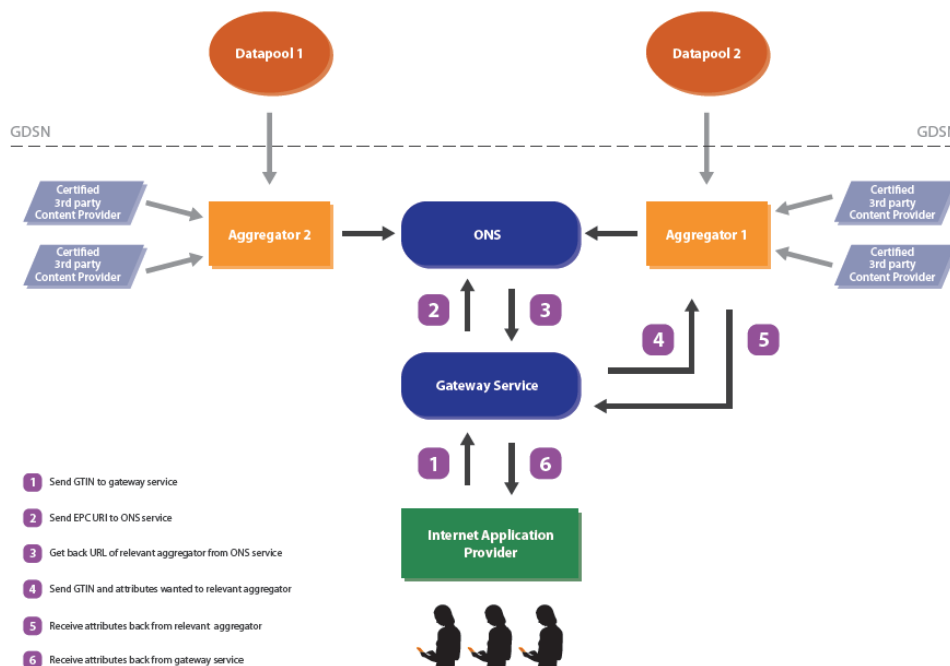 Datapool 1
Datapool 2
GDSN
GDSN
Certified
3rd party
Content Provider
Certified
3rd party
Content Provider
Aggregator 2
ONS
Aggregator 1
Certified
3rd party
Content Provider
Certified
3rd party
Content Provider
2
3
4
5
Gateway Service
1
6
Internet Application
Provider
1 Send GTIN to gateway service
2 Send EPC URI to ONS service
3 Get back URL of relevant aggregator from ONS service
4 Send GTIN and attributes wanted to relevant aggregator
5 Receive attributes back from relevant aggregator
6 Receive attributes back from gateway service